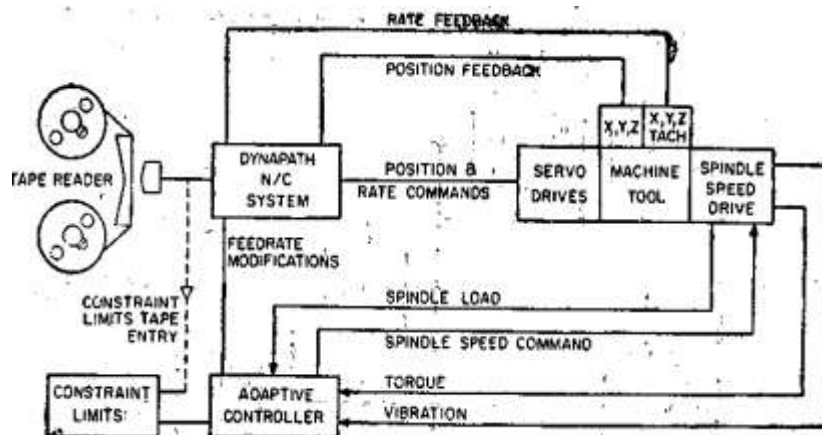 RATE FEEDBACK
POSITION FEEDBACK
X,Y,Z
X,Y,Z
TACH
TAPE READER
DYNAPATH
N/C
SYSTEM
POSITION &
RATE COMMANDS
SERVO
DRIVES
MACHINE
TOOL
SPINDLE
SPEED
DRIVE
FEEDRATE
MODIFICATIONS
CONSTRAINT
LIMITS TAPE
ENTRY
SPINDLE LOAD
SPINDLE SPEED COMMAND
CONSTRAINT
LIMITS
ADAPTIVE
CONTROLLER
TORQUE
VIBRATION